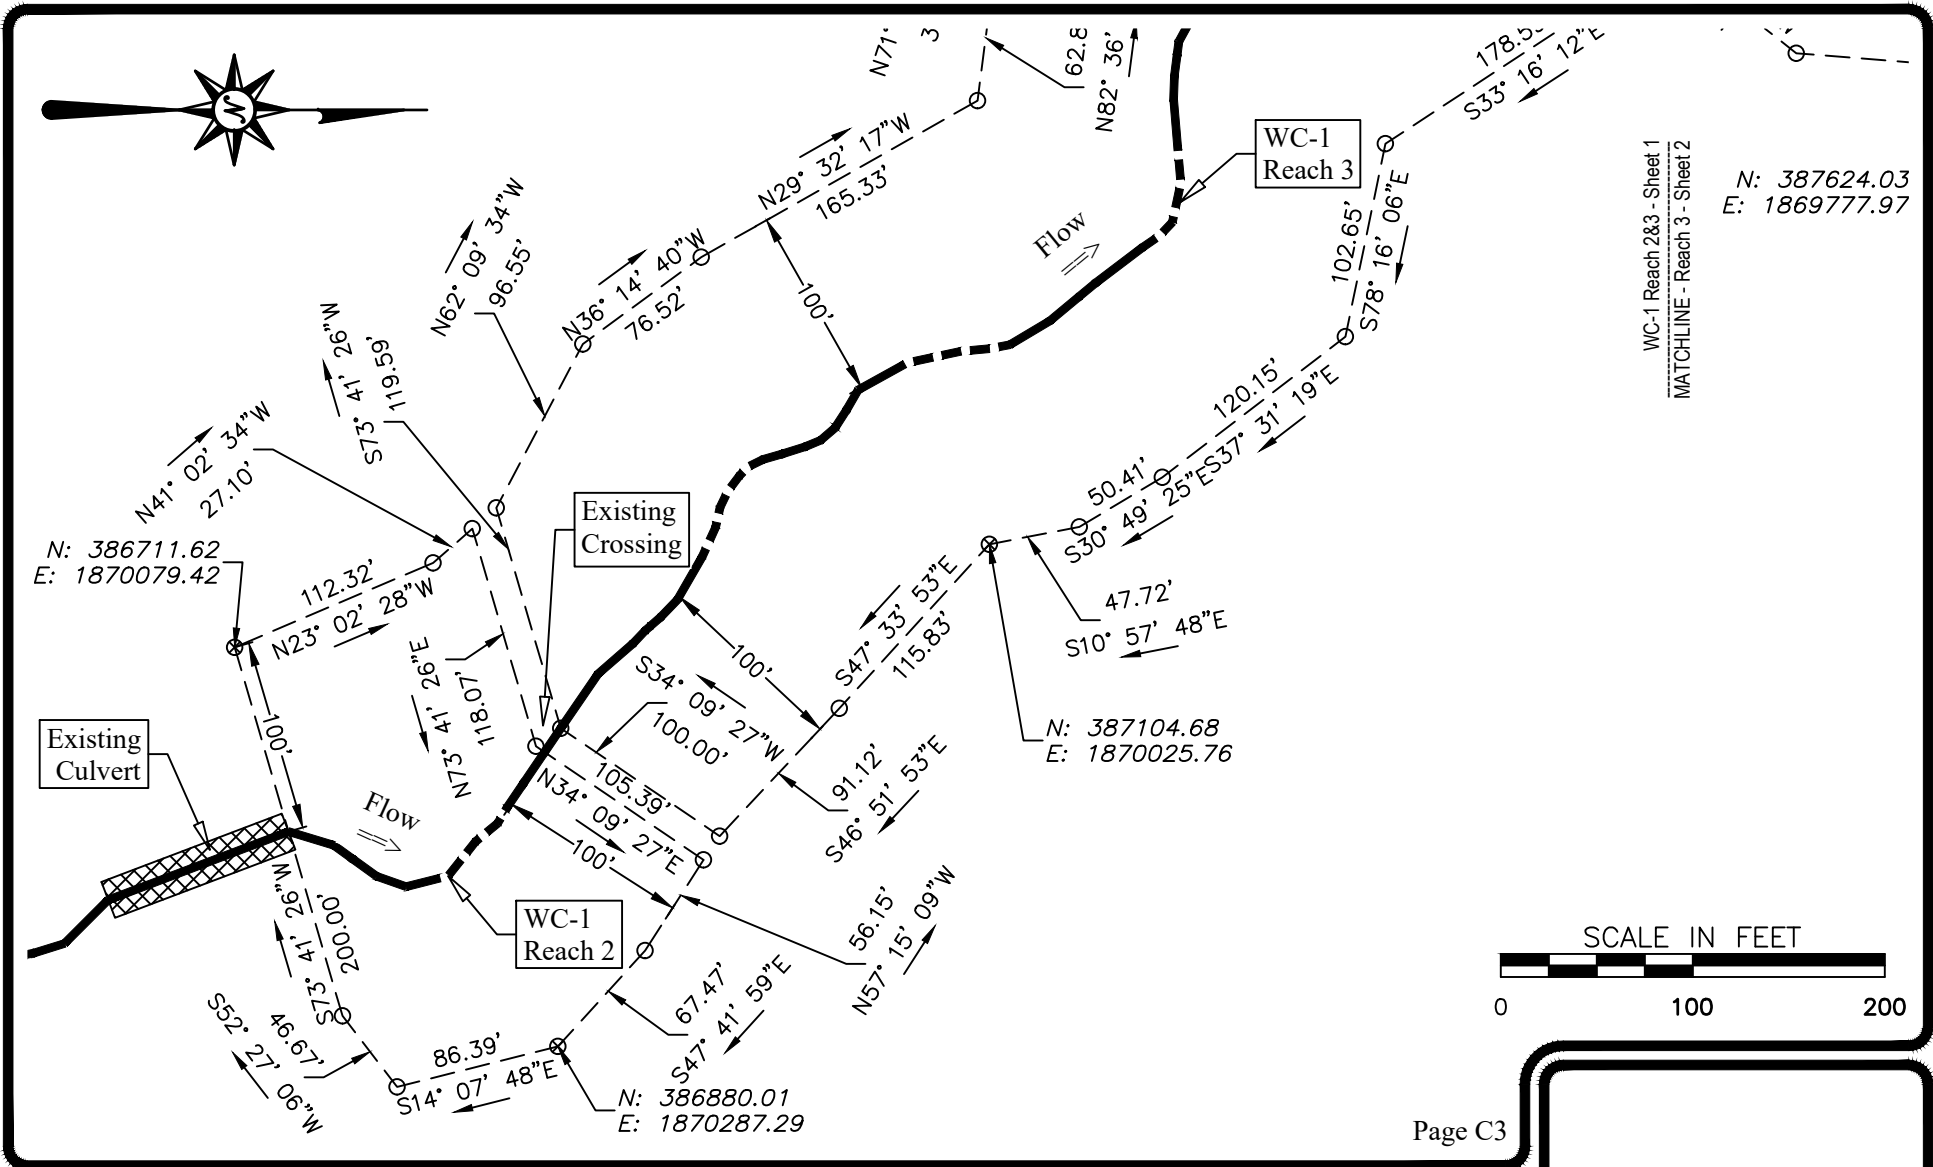 N
N71°
3
62.8
N82° 36'
178.5
S33° 16' 12"E
WC-1
Reach 3
WC-1 Reach 2&3 - Sheet 1
MATCHLINE - Reach 3 - Sheet 2
N: 387624.03
E: 1869777.97
N29° 32' 17"W
165.33'
N62° 09' 34"W
96.55'
N36° 14' 40"W
76.52'
100'
Flow
102.65'
S78° 16' 06"E
S73° 41' 26"W
119.59'
N41° 02' 34"W
27.10'
120.15'
S37° 31' 19"E
50.41'
S30° 49' 25"E
Existing
Crossing
N: 386711.62
E: 1870079.42
112.32'
N23° 02' 28"W
47.72'
S10° 57' 48"E
S47° 33' 53"E
115.83'
N73° 41' 26"E
118.07'
100'
S34° 09' 27"W
100.00'
100'
N: 387104.68
E: 1870025.76
Existing
Culvert
105.39'
N34° 09' 27"E
91.12'
S46° 51' 53"E
Flow
100'
S73° 41' 26"W
200.00'
WC-1
Reach 2
56.15'
N57° 15' 09"W
67.47'
S47° 41' 59"E
SCALE IN FEET
0 100 200
S52° 27' 06"W
46.67'
86.39'
S14° 07' 48"E
N: 386880.01
E: 1870287.29
Page C3